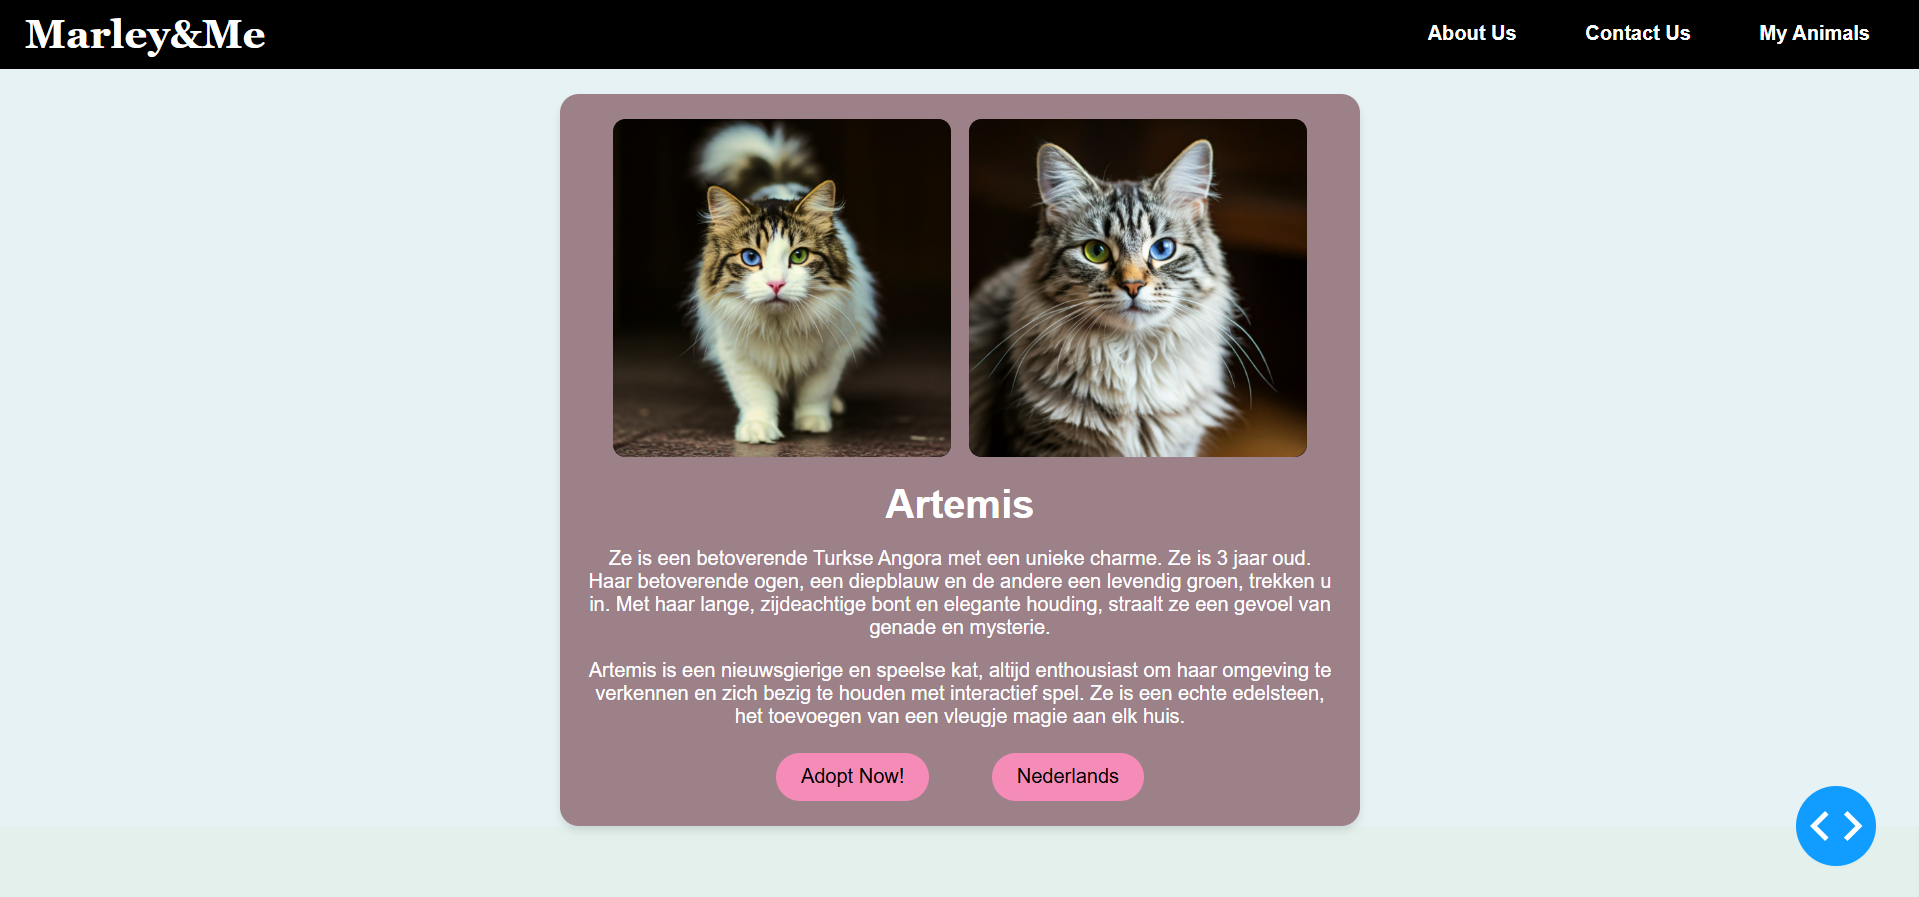 Marley&Me
About Us
Contact Us
My Animals
Artemis
Ze is een betoverende Turkse Angora met een unieke charme. Ze is 3 jaar oud.
Haar betoverende ogen, een diepblauw en de andere een levendig groen, trekken u
in. Met haar lange, zijdeachtige bont en elegante houding, straalt ze een gevoel van
genade en mysterie.
Artemis is een nieuwsgierige en speelse kat, altijd enthousiast om haar omgeving te
verkennen en zich bezig te houden met interactief spel. Ze is een echte edelsteen,
het toevoegen van een vleugje magie aan elk huis.
Adopt Now!
Nederlands